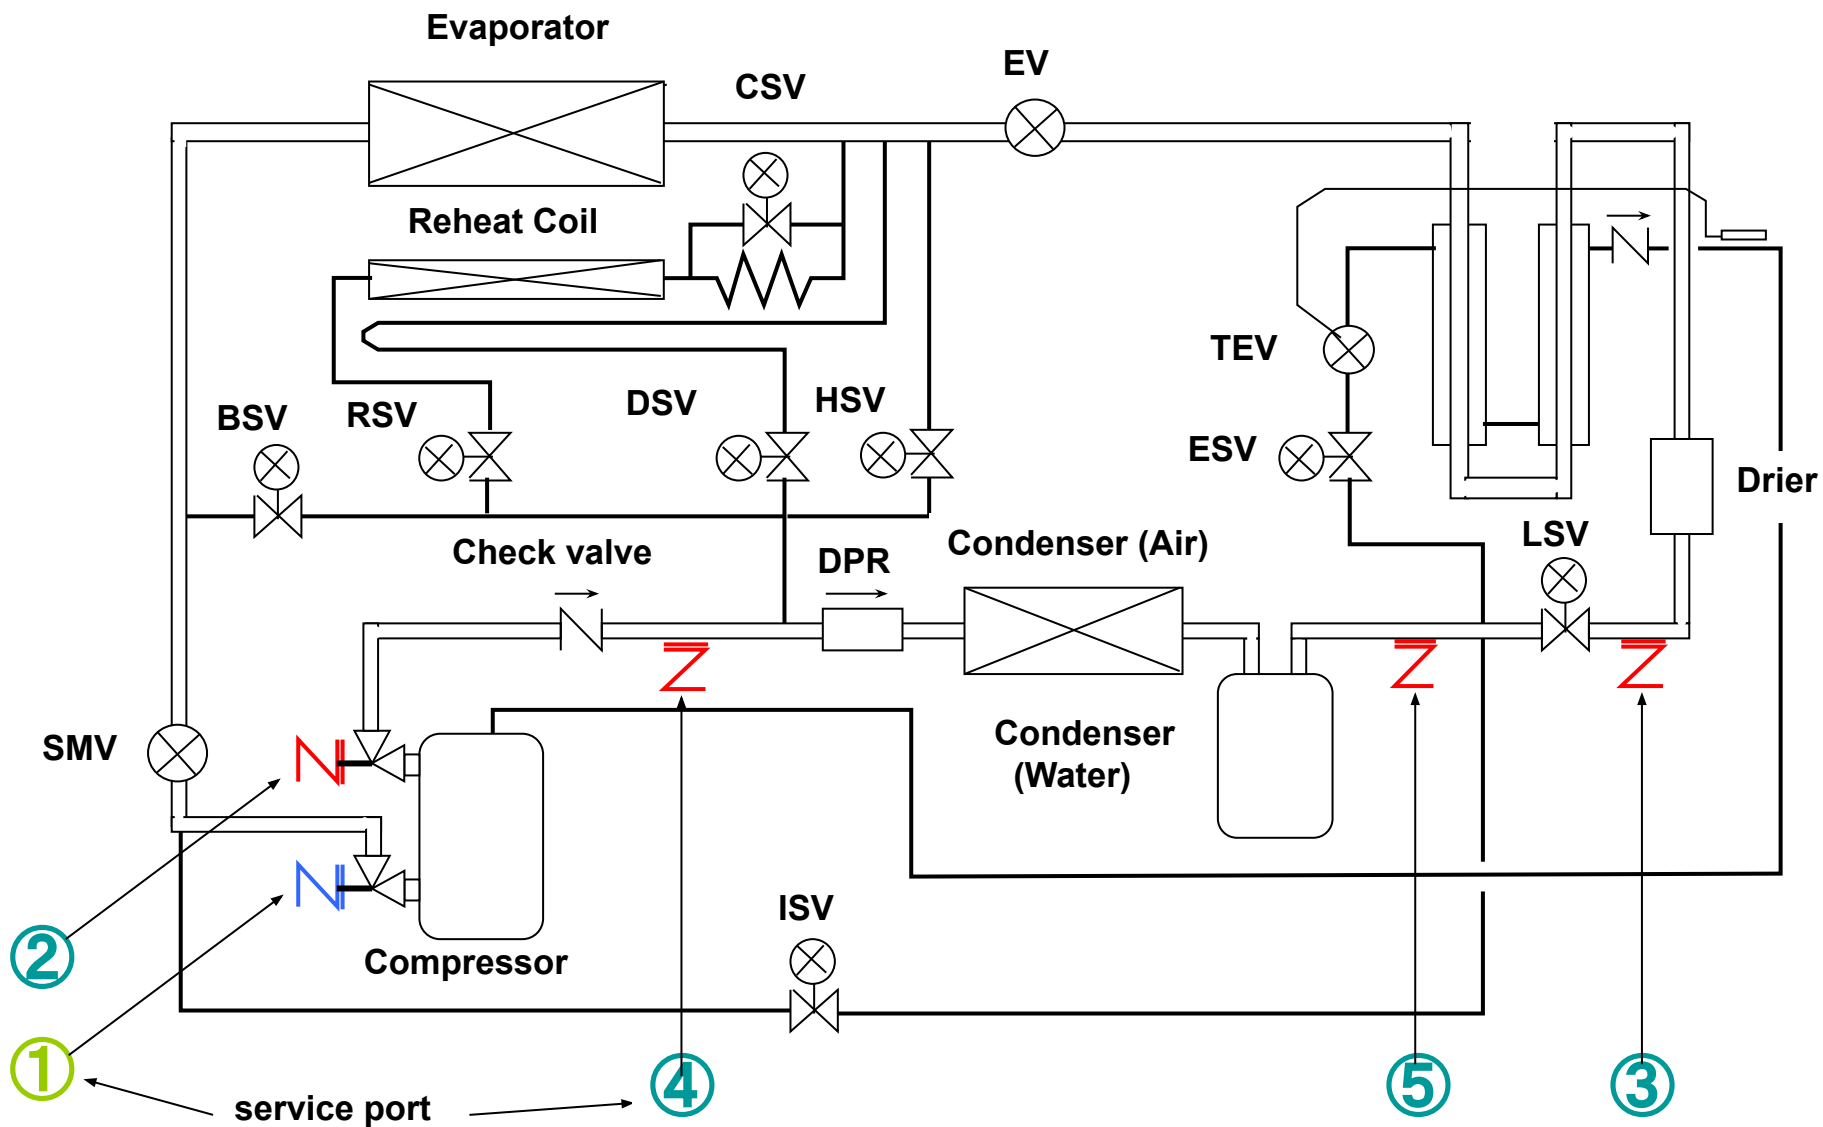 Evaporator
EV
CSV
Reheat Coil
TEV
BSV
RSV
DSV
HSV
ESV
Drier
LSV
Check valve
DPR
Condenser (Air)
SMV
Condenser
(Water)
ISV
Compressor
②
①
④
⑤
③
service port